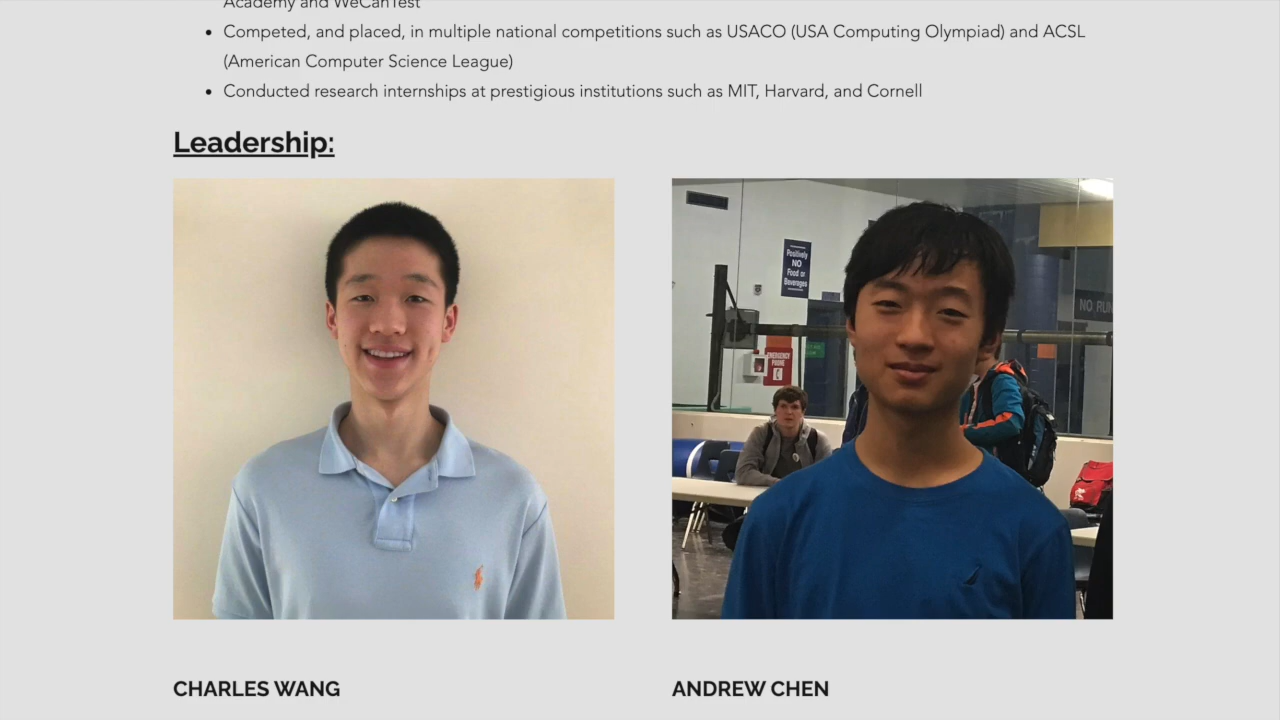 Academy and WeCanTest
Competed, and placed, in multiple national competitions such as USACO (USA Computing Olympiad) and ACSL
(American Computer Science League)
Conducted research internships at prestigious institutions such as MIT, Harvard, and Cornell
Leadership:
Positively
NO
Food or
Beverages
NO RUN
EMERGENCY
PHONE
CHARLES WANG
ANDREW CHEN